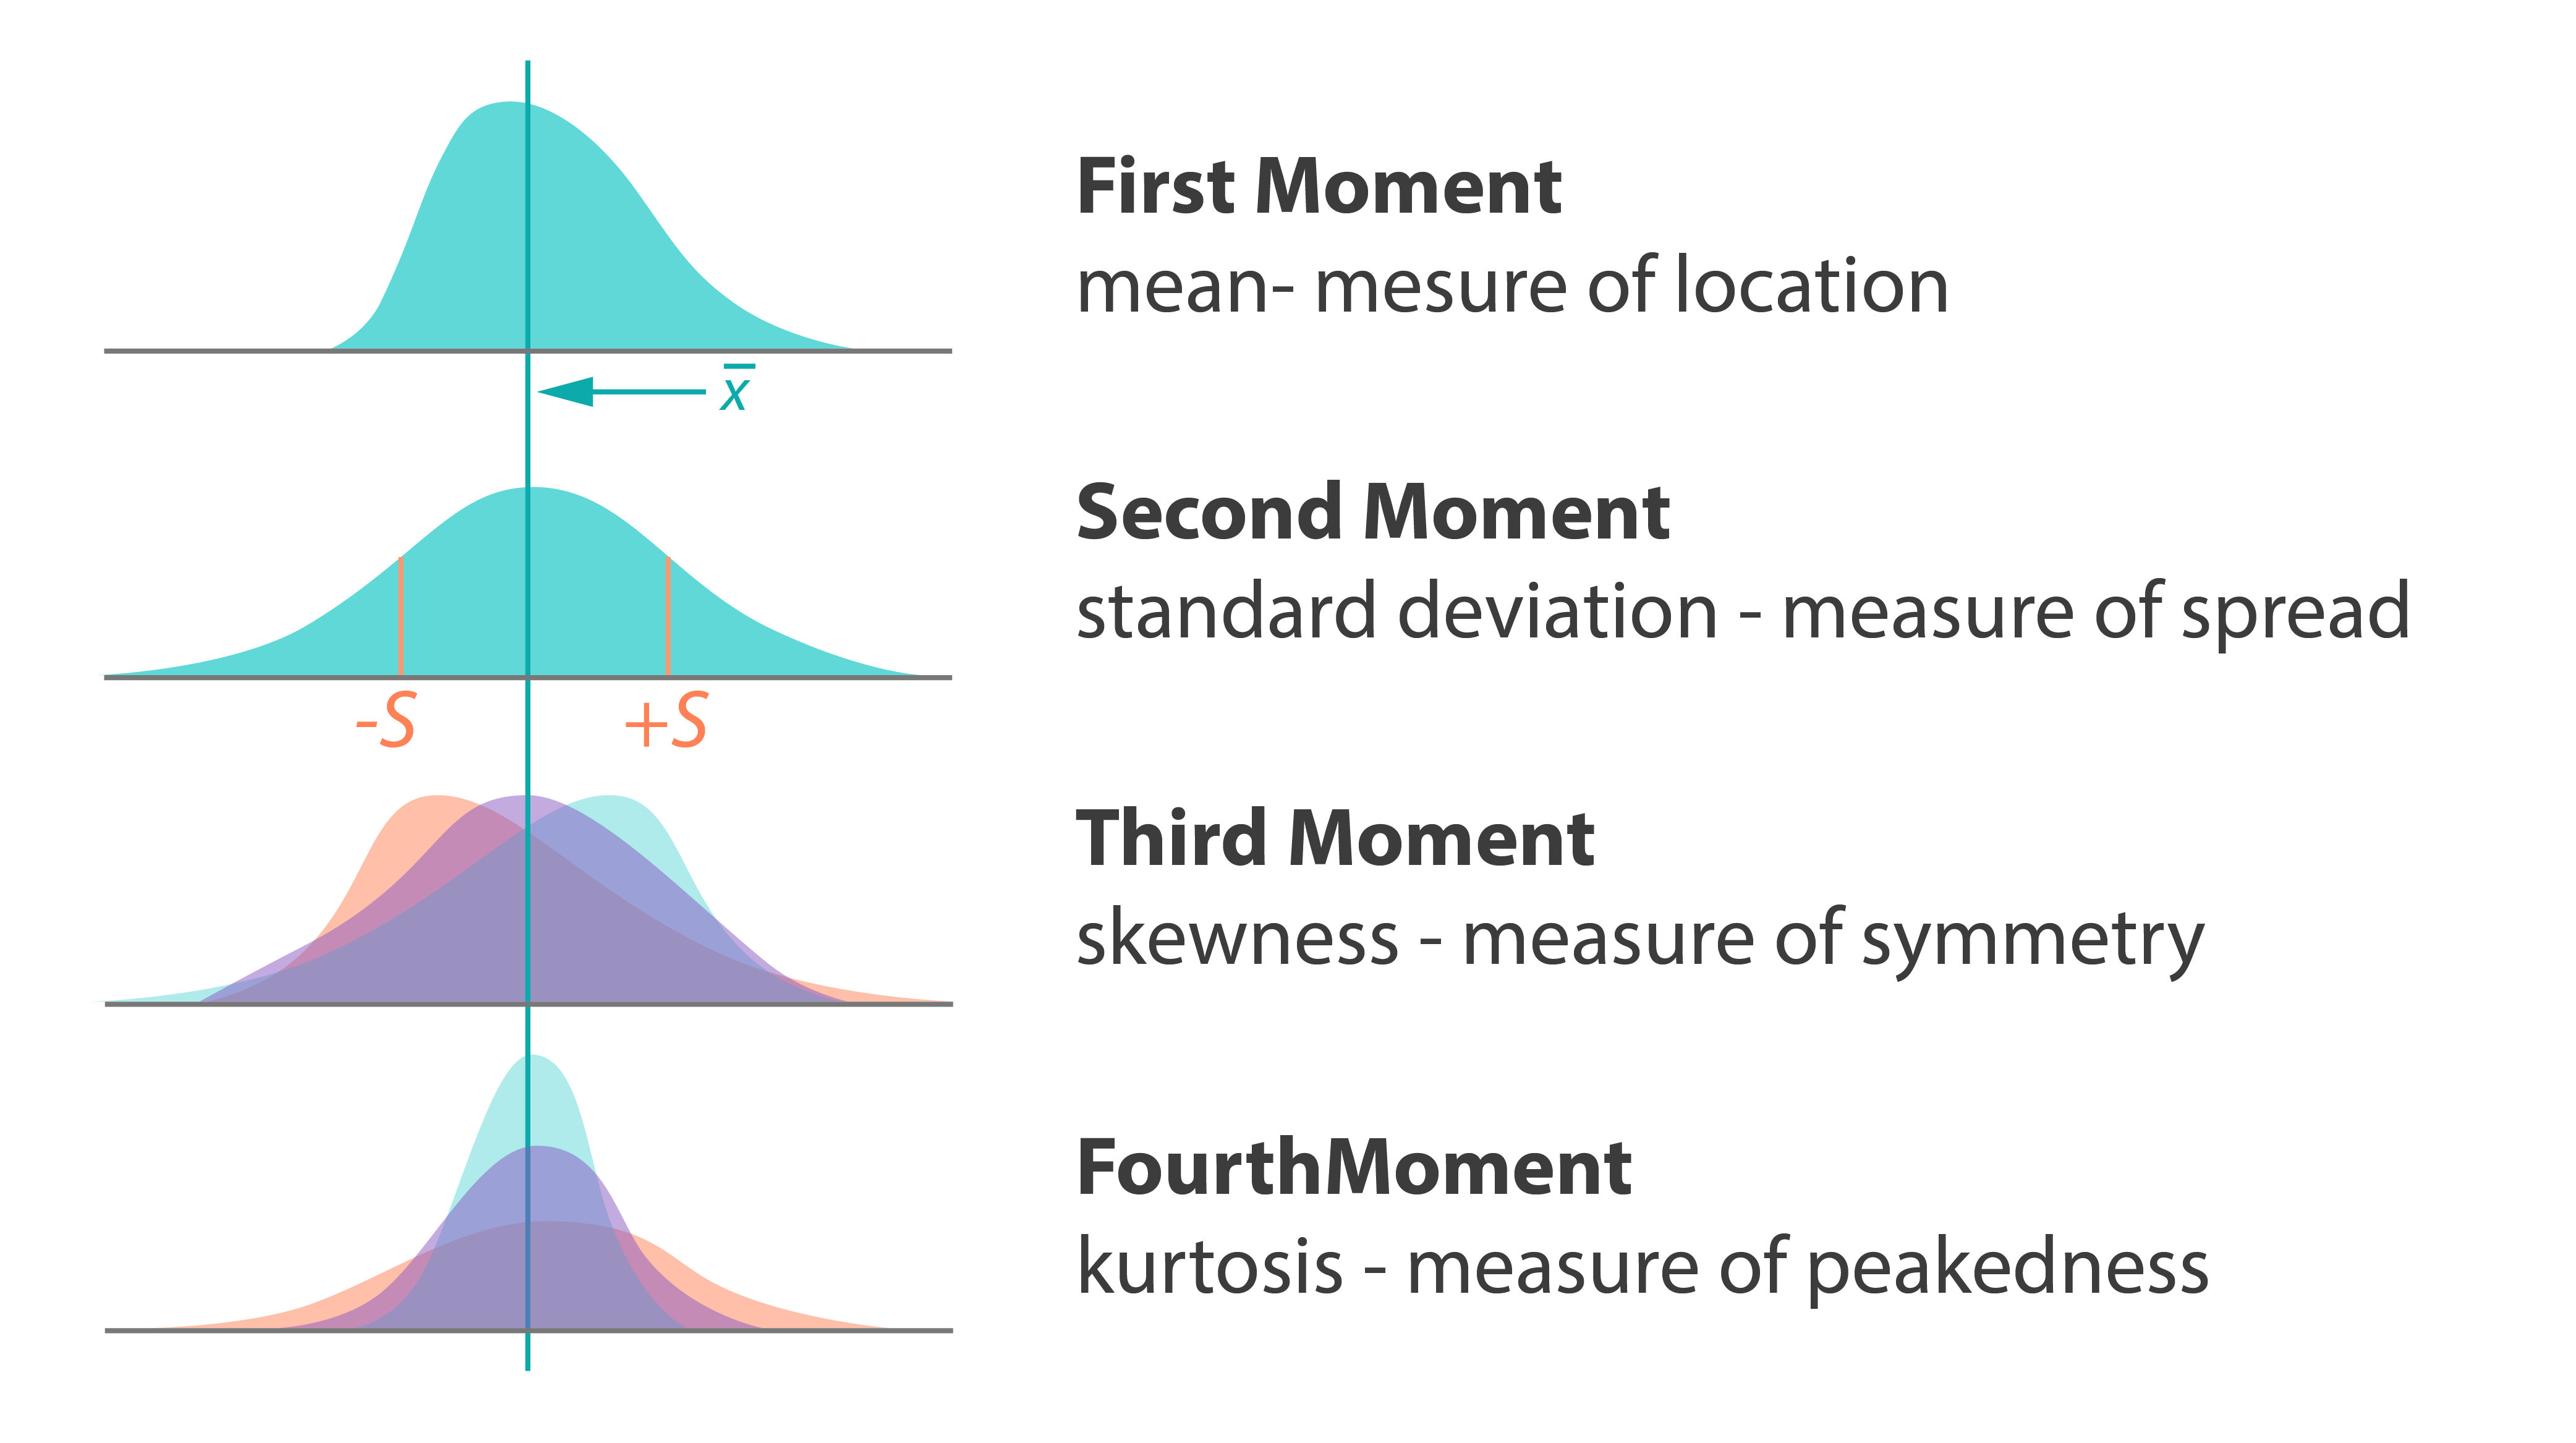 First Moment
mean- mesure of location
x̄
Second Moment
standard deviation - measure of spread
-S
+S
Third Moment
skewness - measure of symmetry
FourthMoment
kurtosis - measure of peakedness